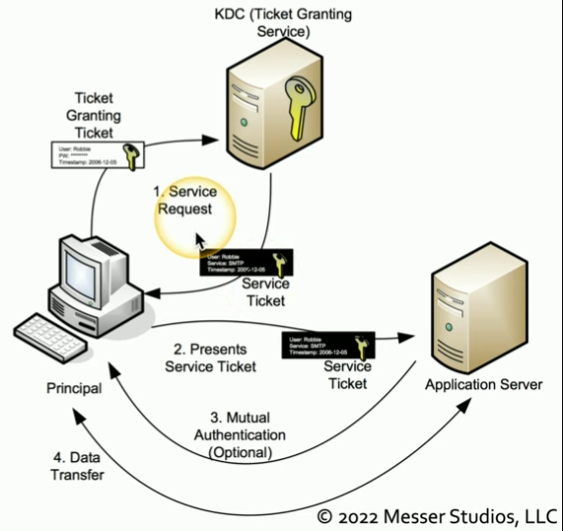 KDC (Ticket Granting
Service)
Ticket
Granting
Ticket
User: Robbie
PW: *******
Timestamp: 2006-12-05
1. Service
Request
User: Robbie
Service: SMTP
Timestamp: 2006-12-05
Service
Ticket
2. Presents
Service Ticket
User: Robbie
Service: SMTP
Timestamp: 2006-12-05
Service
Ticket
Principal
Application Server
3. Mutual
Authentication
(Optional)
4. Data
Transfer
© 2022 Messer Studios, LLC